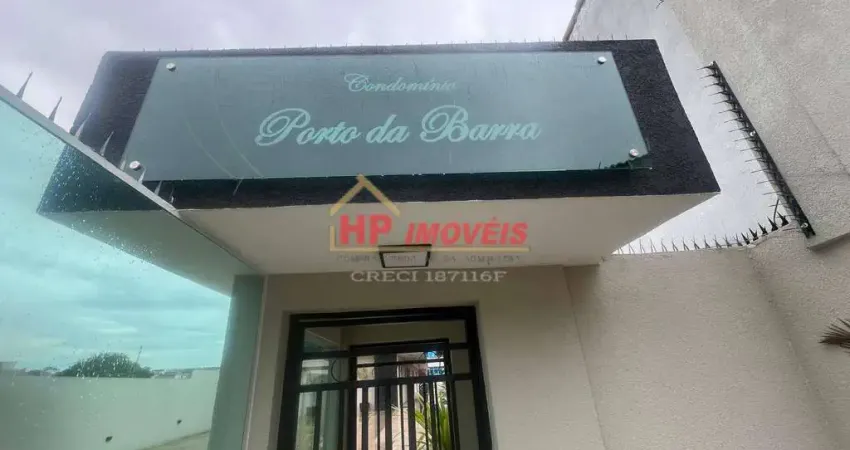 Condomínio
Porto da Barra
HP IMÓVEIS
CRECI 187116F